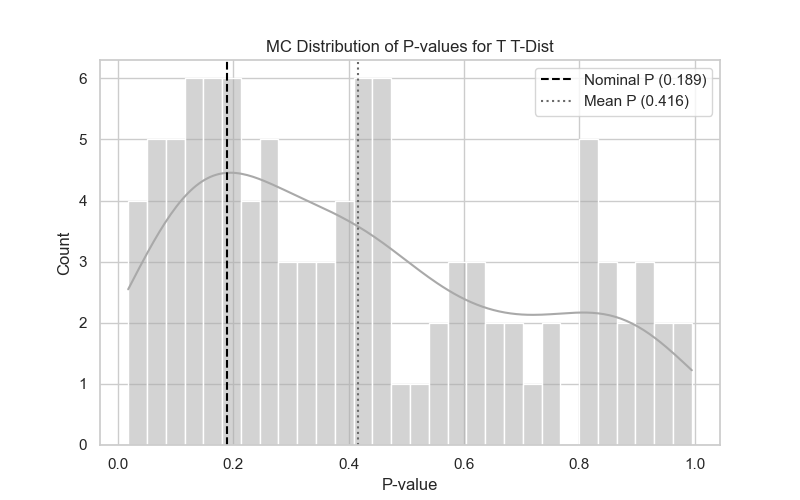 MC Distribution of P-values for T T-Dist
Nominal P (0.189)
Mean P (0.416)
6
5
4
3
2
1
0
Count
0.0 0.2 0.4 0.6 0.8 1.0
P-value